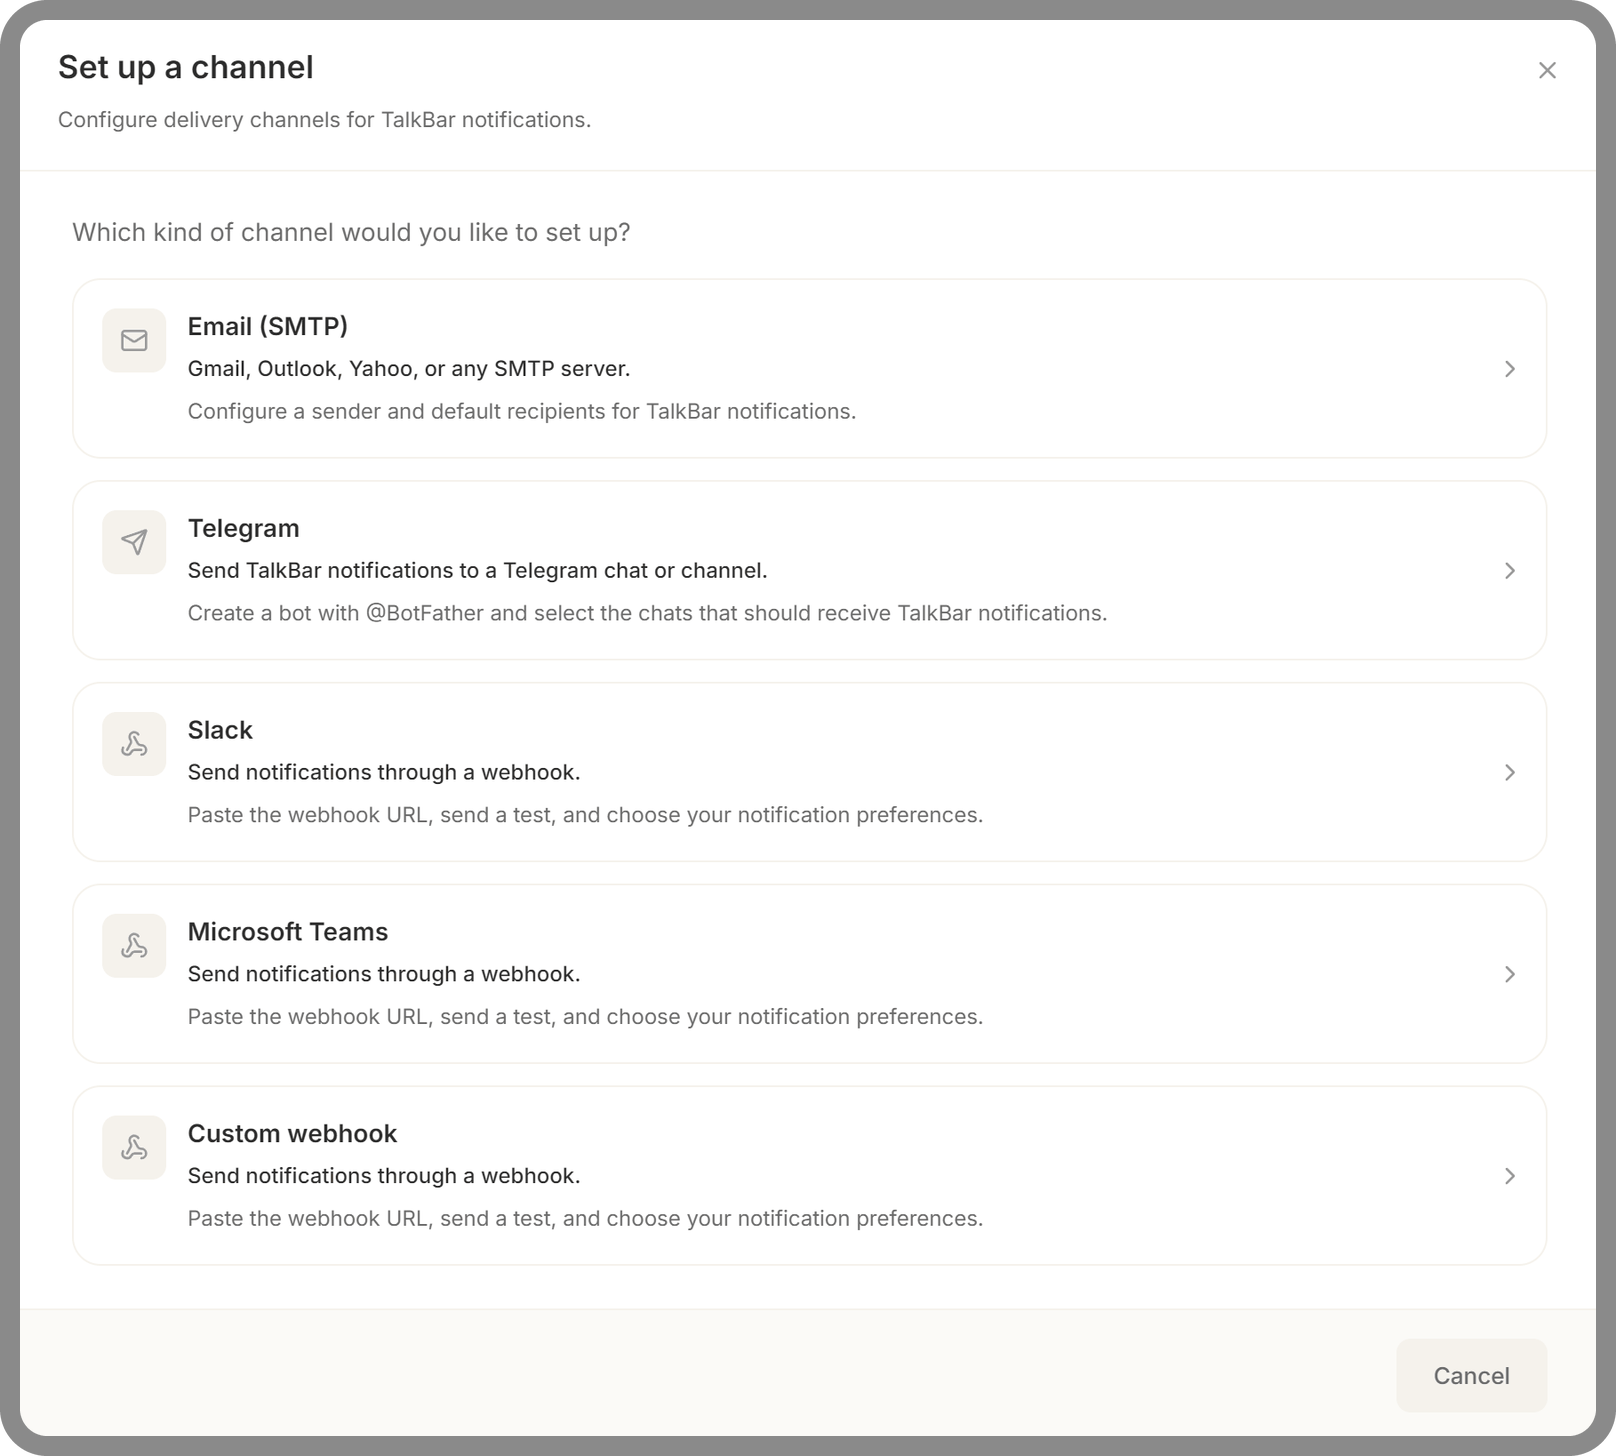 Set up a channel
Configure delivery channels for TalkBar notifications.
Which kind of channel would you like to set up?
Email (SMTP)
Gmail, Outlook, Yahoo, or any SMTP server.
Configure a sender and default recipients for TalkBar notifications.
Telegram
Send TalkBar notifications to a Telegram chat or channel.
Create a bot with @BotFather and select the chats that should receive TalkBar notifications.
Slack
Send notifications through a webhook.
Paste the webhook URL, send a test, and choose your notification preferences.
Microsoft Teams
Send notifications through a webhook.
Paste the webhook URL, send a test, and choose your notification preferences.
Custom webhook
Send notifications through a webhook.
Paste the webhook URL, send a test, and choose your notification preferences.
Cancel